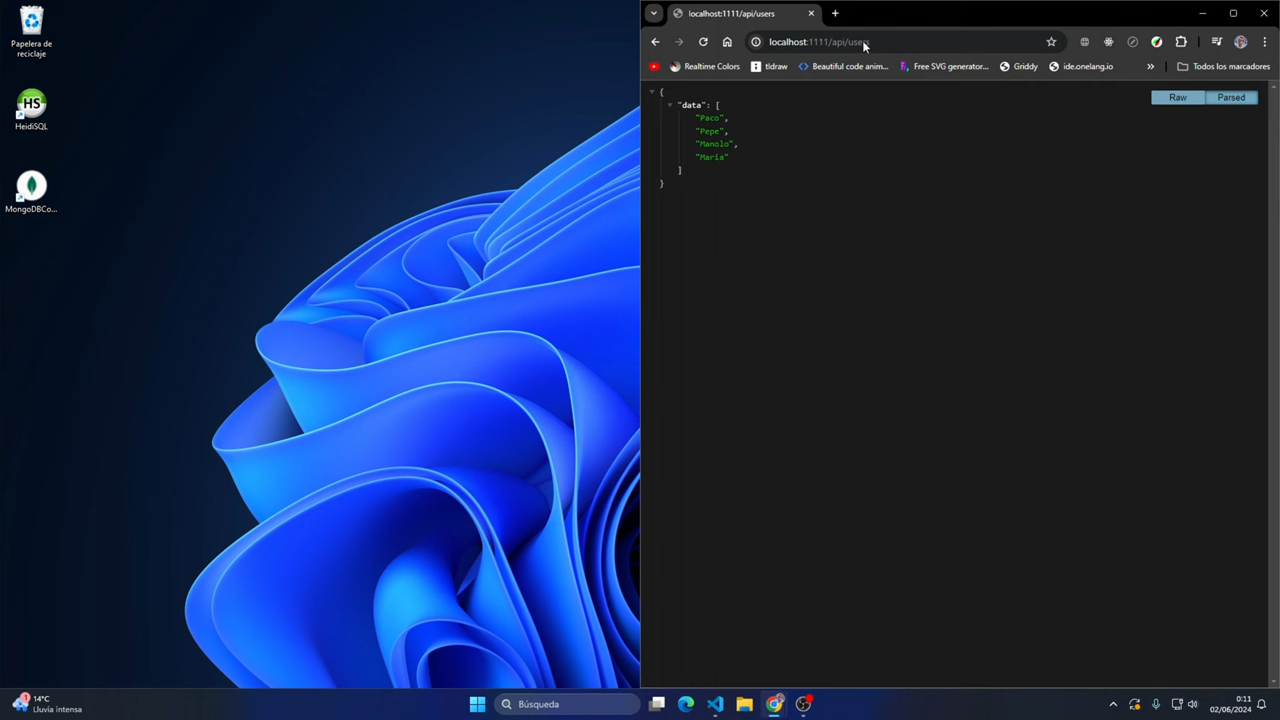 Papelera de
reciclaje
HS
HeidiSQL
MongoDBCo...
localhost:1111/api/users
localhost:1111/api/users
Realtime Colors
tldraw
Beautiful code anim...
Free SVG generator...
Griddy
ide.onelang.io
Todos los marcadores
Raw
Parsed
{
"data": [
"Paco",
"Pepe",
"Manolo",
"María"
]
}
1
14°C
Lluvia intensa
Búsqueda
0:11
02/06/2024